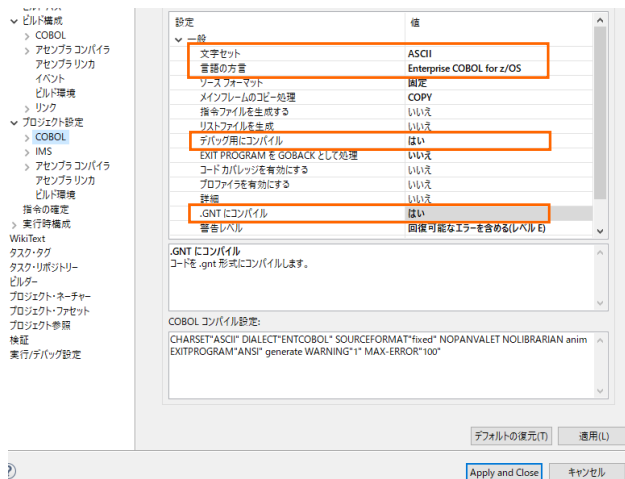 ビルド構成
COBOL
アセンブラ コンパイラ
アセンブラ リンカ
イベント
ビルド環境
リンク
プロジェクト設定
COBOL
IMS
アセンブラ コンパイラ
アセンブラ リンカ
ビルド環境
指令の確定
実行時構成
WikiText
タスク・タグ
タスク・リポジトリー
ビルダー
プロジェクト・ネーチャー
プロジェクト・ファセット
プロジェクト参照
検証
実行/デバッグ設定
設定 値
一般
文字セット ASCII
言語の方言 Enterprise COBOL for z/OS
ソース フォーマット 固定
メインフレームのコピー処理 COPY
指令ファイルを生成する いいえ
リストファイルを生成 いいえ
デバッグ用にコンパイル はい
EXIT PROGRAM を GOBACK として処理 いいえ
コード カバレッジを有効にする いいえ
プロファイラを有効にする いいえ
詳細 いいえ
.GNT にコンパイル はい
警告レベル 回復可能なエラーを含める(レベル E)
.GNT にコンパイル
コードを .gnt 形式にコンパイルします。
COBOL コンパイル設定:
CHARSET"ASCII" DIALECT"ENTCOBOL" SOURCEFORMAT"fixed" NOPANVALET NOLIBRARIAN anim
EXITPROGRAM"ANSI" generate WARNING"1" MAX-ERROR"100"
デフォルトの復元(T) 適用(L)
Apply and Close キャンセル